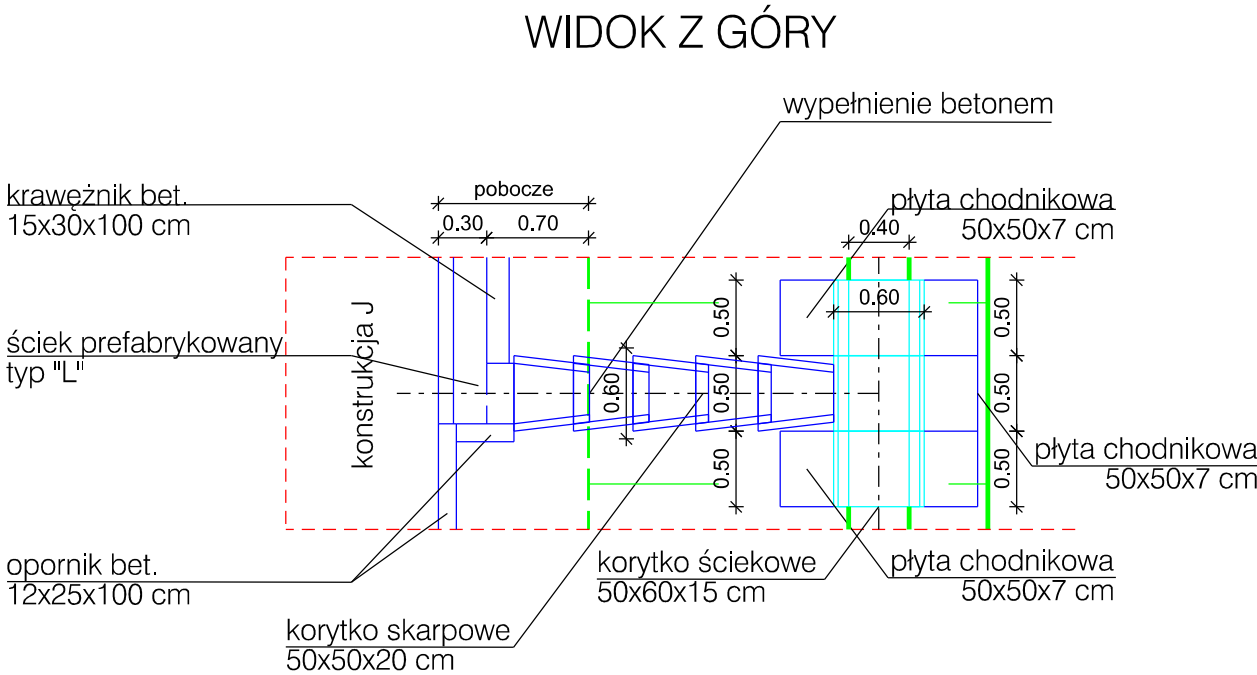 WIDOK Z GÓRY
wypełnienie betonem
krawężnik bet.
15x30x100 cm
pobocze
0.30
0.70
płyta chodnikowa
50x50x7 cm
0.40
0.60
konstrukcja J
ściek prefabrykowany
typ "L"
0.50
0.50
0.60
0.50
0.50
0.50
0.50
płyta chodnikowa
50x50x7 cm
opornik bet.
12x25x100 cm
korytko ściekowe
50x60x15 cm
płyta chodnikowa
50x50x7 cm
korytko skarpowe
50x50x20 cm